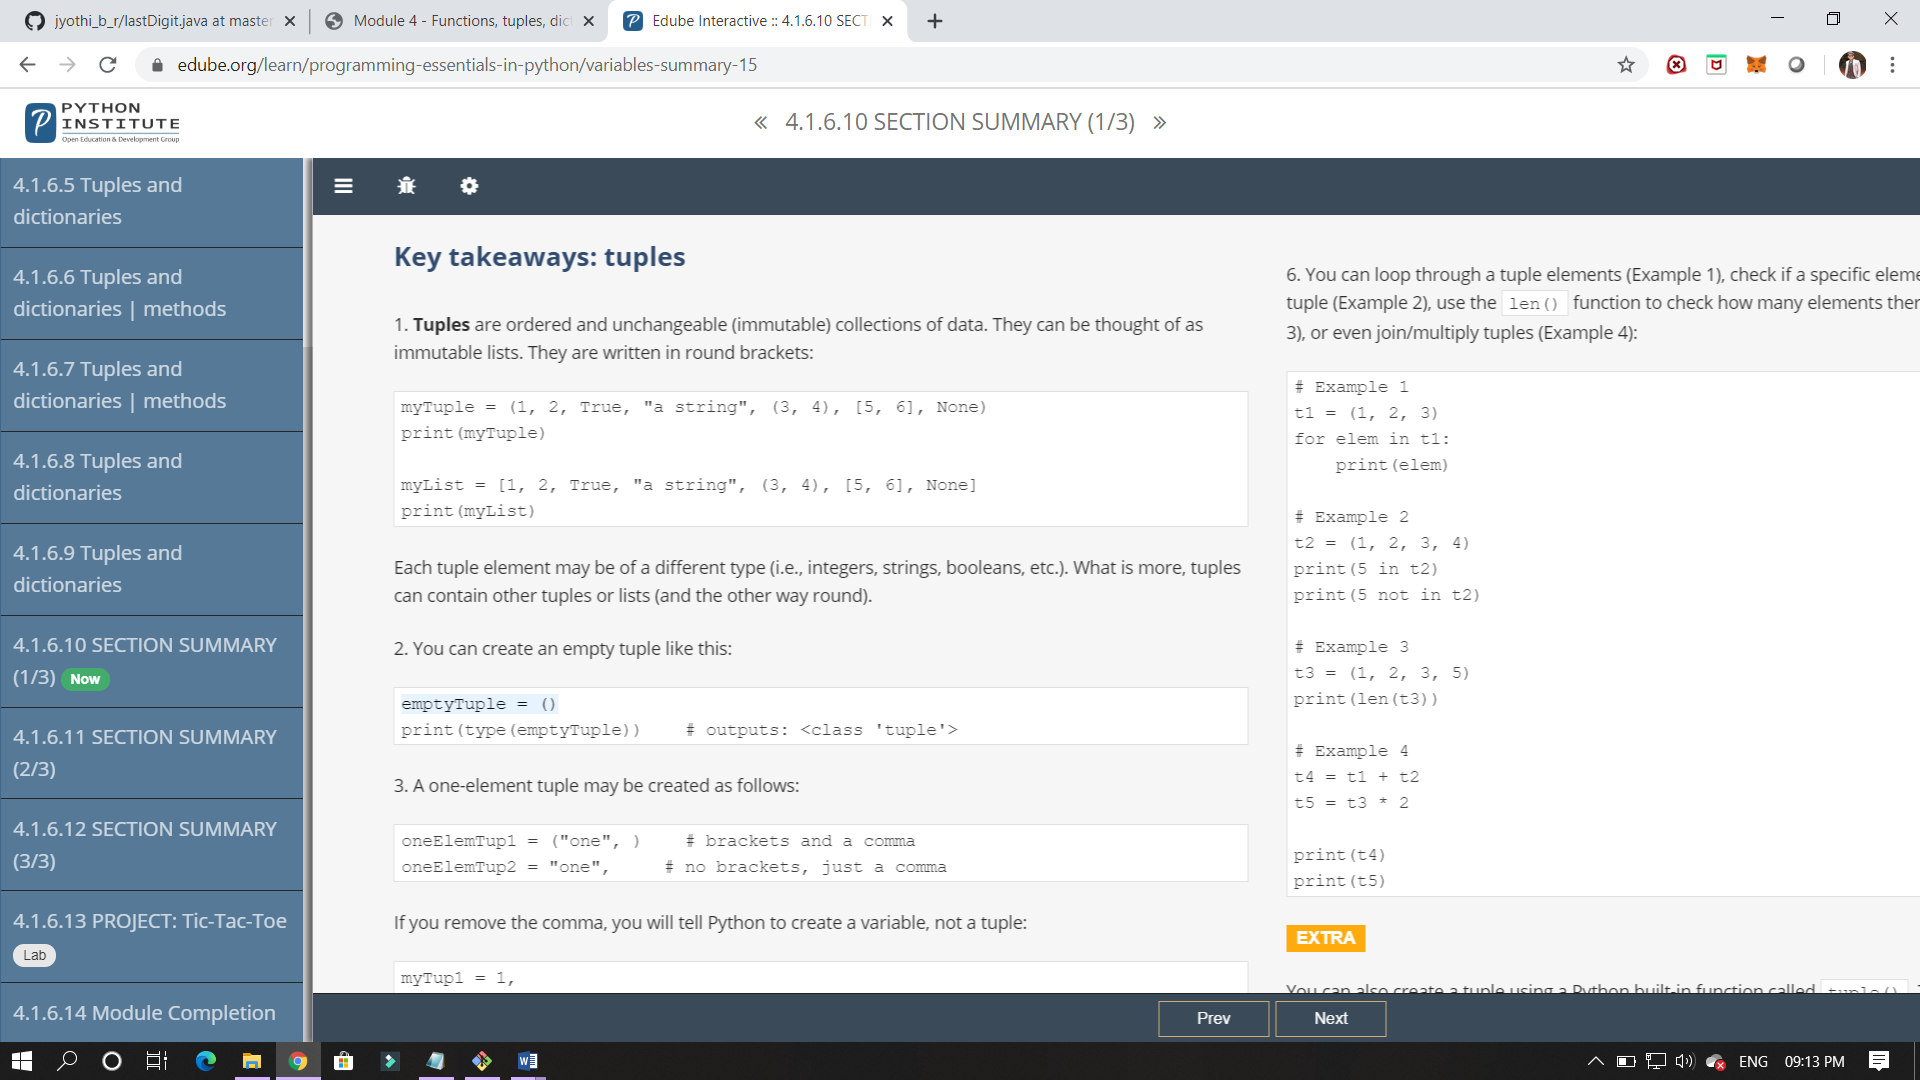 jyothi_b_r/lastDigit.java at master
Module 4 - Functions, tuples, dict
Edube Interactive :: 4.1.6.10 SECT
edube.org/learn/programming-essentials-in-python/variables-summary-15
PYTHON
INSTITUTE
Open Education & Development Group
« 4.1.6.10 SECTION SUMMARY (1/3) »
4.1.6.5 Tuples and
dictionaries
4.1.6.6 Tuples and
dictionaries | methods
4.1.6.7 Tuples and
dictionaries | methods
4.1.6.8 Tuples and
dictionaries
4.1.6.9 Tuples and
dictionaries
4.1.6.10 SECTION SUMMARY
(1/3) Now
4.1.6.11 SECTION SUMMARY
(2/3)
4.1.6.12 SECTION SUMMARY
(3/3)
4.1.6.13 PROJECT: Tic-Tac-Toe
Lab
4.1.6.14 Module Completion
Key takeaways: tuples
1. Tuples are ordered and unchangeable (immutable) collections of data. They can be thought of as
immutable lists. They are written in round brackets:
myTuple = (1, 2, True, "a string", (3, 4), [5, 6], None)
print(myTuple)
myList = [1, 2, True, "a string", (3, 4), [5, 6], None]
print(myList)
Each tuple element may be of a different type (i.e., integers, strings, booleans, etc.). What is more, tuples
can contain other tuples or lists (and the other way round).
2. You can create an empty tuple like this:
emptyTuple = ()
print(type(emptyTuple))    # outputs: <class 'tuple'>
3. A one-element tuple may be created as follows:
oneElemTup1 = ("one", )    # brackets and a comma
oneElemTup2 = "one",     # no brackets, just a comma
If you remove the comma, you will tell Python to create a variable, not a tuple:
myTup1 = 1,
6. You can loop through a tuple elements (Example 1), check if a specific eleme
tuple (Example 2), use the len() function to check how many elements ther
3), or even join/multiply tuples (Example 4):
# Example 1
t1 = (1, 2, 3)
for elem in t1:
    print(elem)
# Example 2
t2 = (1, 2, 3, 4)
print(5 in t2)
print(5 not in t2)
# Example 3
t3 = (1, 2, 3, 5)
print(len(t3))
# Example 4
t4 = t1 + t2
t5 = t3 * 2
print(t4)
print(t5)
EXTRA
You can also create a tuple using a Python built-in function called tuple()
Prev
Next
ENG
09:13 PM